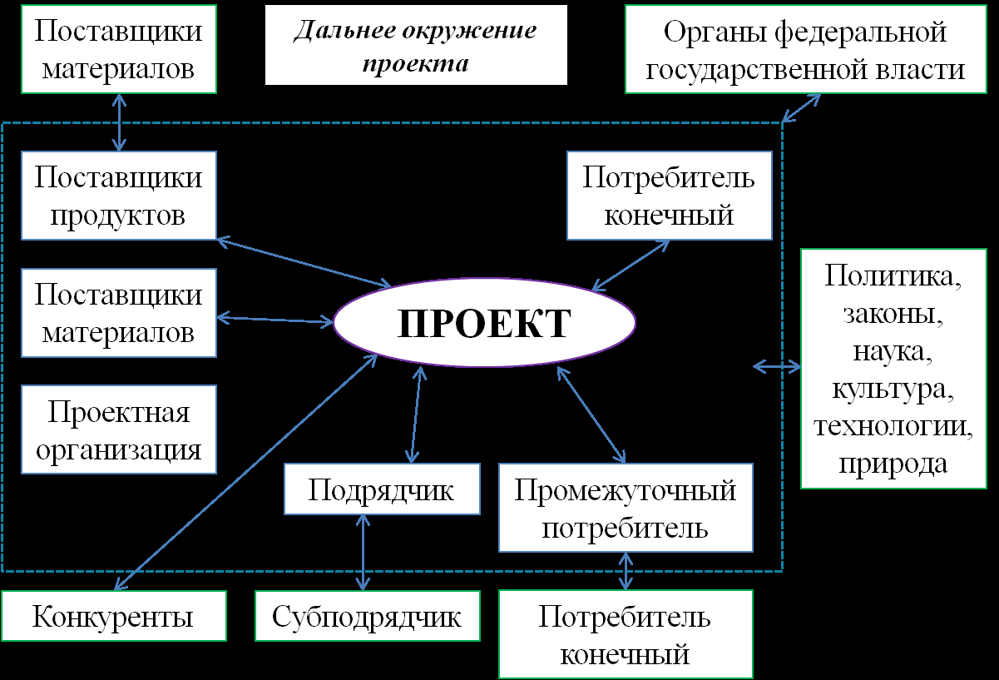 Поставщики
материалов
Дальнее окружение
проекта
Органы федеральной
государственной власти
Поставщики
продуктов
Потребитель
конечный
Поставщики
материалов
ПРОЕКТ
Политика,
законы,
наука,
культура,
технологии,
природа
Проектная
организация
Подрядчик
Промежуточный
потребитель
Конкуренты
Субподрядчик
Потребитель
конечный